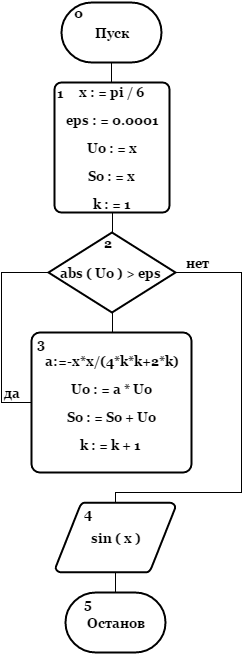 0
Пуск
1
x : = pi / 6
eps : = 0.0001
Uo : = x
So : = x
k : = 1
2
abs ( Uo ) > eps
нет
3
a:=-x*x/(4*k*k+2*k)
Uo : = a * Uo
So : = So + Uo
k : = k + 1
да
4
sin ( x )
5
Останов